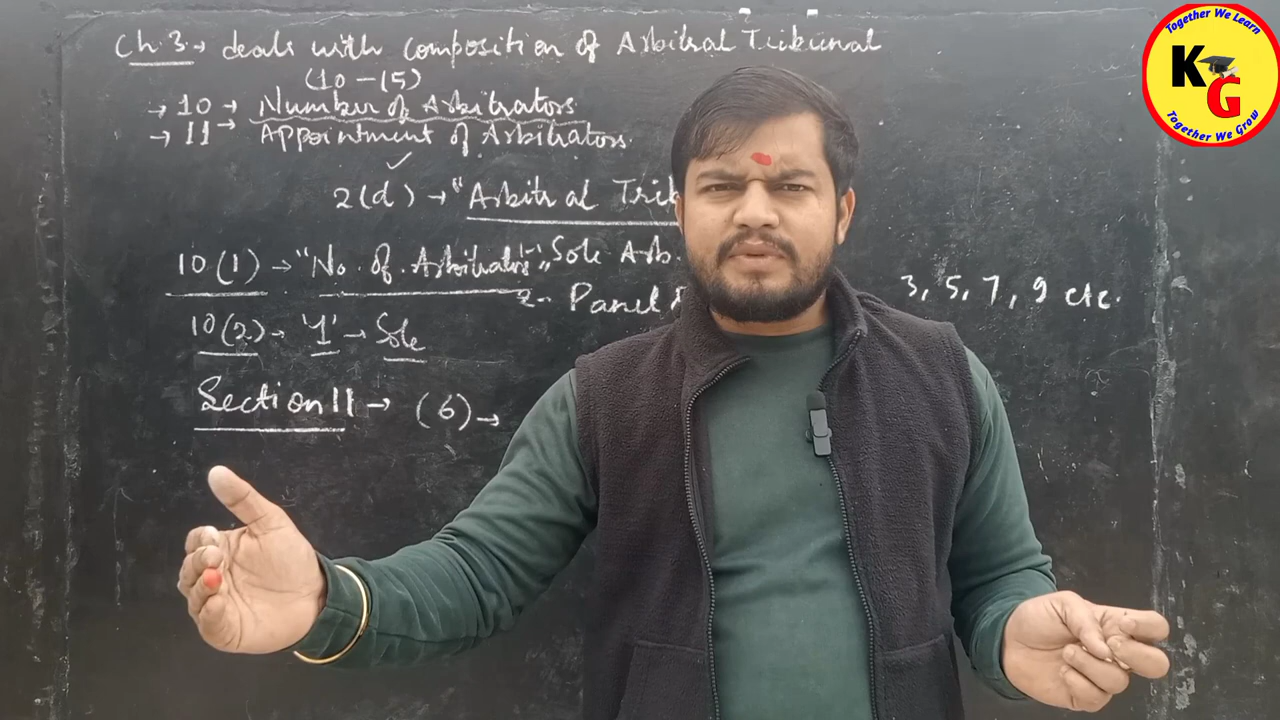 Ch. 3 → deals with composition of Arbitral Tribunal
(10 - 15)
→ 10 → Number of Arbitrators
→ 11 → Appointment of Arbitrators.
✓
2(d) → "Arbitral
10(1) → "No. of. Arbitrators" 1- Sole Arb.
2- Panel 3, 5, 7, 9 etc.
10(2) - '1' → Sole
Section 11 → (6) →
Together We Learn
KG
Together We Grow